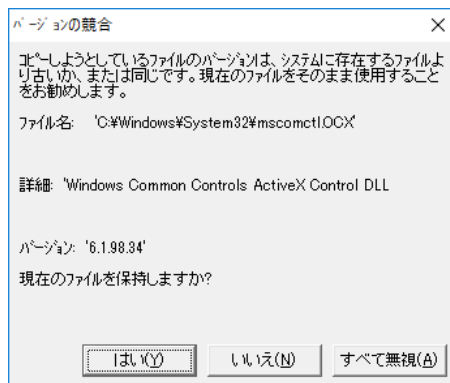 バージョンの競合
コピーしようとしているファイルのバージョンは、システムに存在するファイルよ
り古いか、または同じです。現在のファイルをそのまま使用すること
をお勧めします。
ファイル名: 'C:¥Windows¥System32¥mscomctl.OCX'
詳細: 'Windows Common Controls ActiveX Control DLL
バージョン: '6.1.98.34'
現在のファイルを保持しますか?
はい(Y)
いいえ(N)
すべて無視(A)